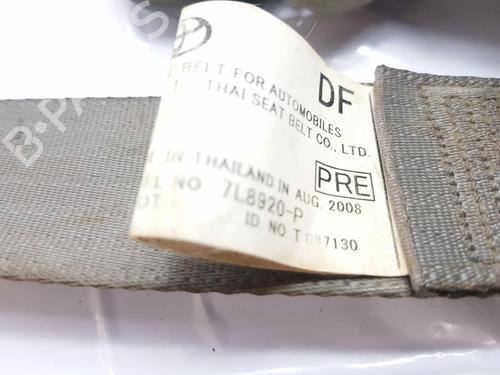 DF
BELT FOR AUTOMOBILES
THAI SEAT BELT CO., LTD.
IN THAILAND IN AUG. 2008
PRE
NO 7L8920-P
ID NO. T 087130
B-PA